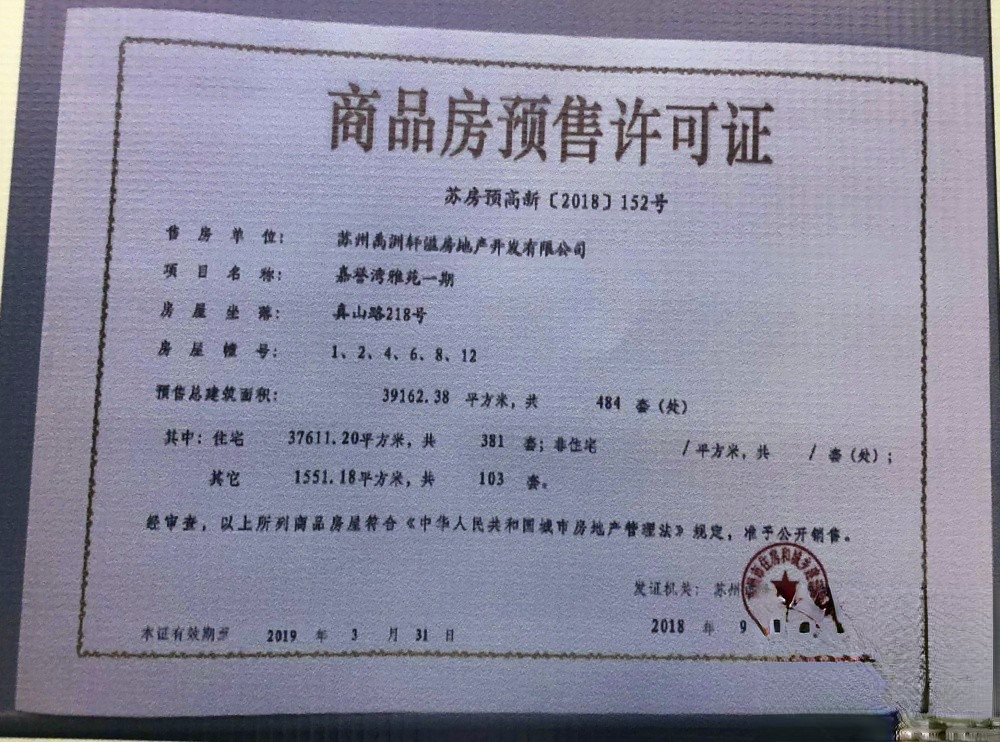 商品房预售许可证
苏房预高新〔2018〕152号
售房单位：苏州禹洲轩溢房地产开发有限公司
项目名称：嘉誉湾雅苑一期
房屋坐落：真山路218号
房屋幢号：1、2、4、6、8、12
预售总建筑面积：39162.38 平方米，共 484 套（处）
其中：住宅 37611.20平方米，共 381 套；非住宅 / 平方米，共 / 套（处）；
其它 1551.18平方米，共 103 套。
经审查，以上所列商品房屋符合《中华人民共和国城市房地产管理法》规定，准予公开销售。
发证机关：苏州
2018 年 9
本证有效期至 2019 年 3 月 31 日